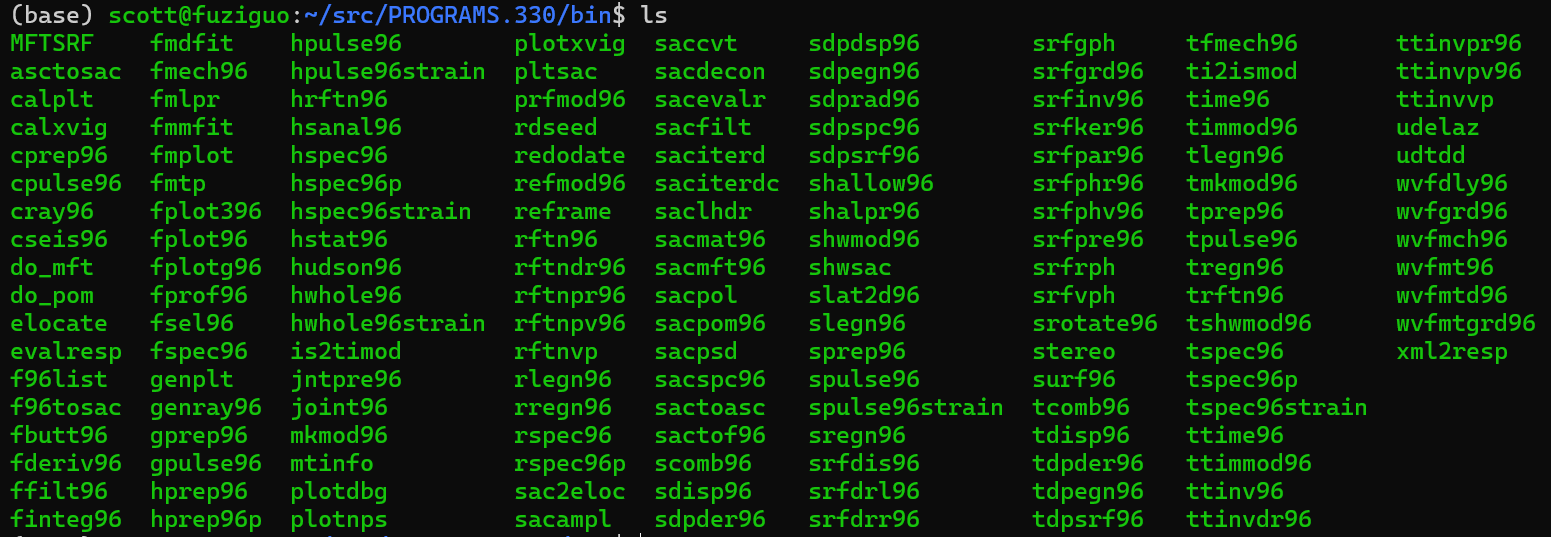 (base) scott@fuziguo:~/src/PROGRAMS.330/bin$ ls
MFTSRF fmdfit hpulse96 plotxvig saccvt sdpdsp96 srfgph tfmech96 ttinvpr96
asctosac fmech96 hpulse96strain pltsac sacdecon sdpegn96 srfgrd96 ti2ismod ttinvpv96
calplt fmlpr hrftn96 prfmod96 sacevalr sdprad96 srfinv96 time96 ttinvvp
calxvig fmmfit hsanal96 rdseed sacfilt sdpspc96 srfker96 timmod96 udelaz
cprep96 fmplot hspec96 redodate saciterd sdpsrf96 srfpar96 tlegn96 udtdd
cpulse96 fmtp hspec96p refmod96 saciterdc shallow96 srfphr96 tmkmod96 wvfdly96
cray96 fplot396 hspec96strain reframe saclhdr shalpr96 srfphv96 tprep96 wvfgrd96
cseis96 fplot96 hstat96 rftn96 sacmat96 shwmod96 srfpre96 tpulse96 wvfmch96
do_mft fplotg96 hudson96 rftndr96 sacmft96 shwsac srfrph tregn96 wvfmt96
do_pom fprof96 hwhole96 rftnpr96 sacpol slat2d96 srfvph trftn96 wvfmtd96
elocate fsel96 hwhole96strain rftnpv96 sacpom96 slegn96 srotate96 tshwmod96 wvfmtgrd96
evalresp fspec96 is2timod rftnvp sacpsd sprep96 stereo tspec96 xml2resp
f96list genplt jntpre96 rlegn96 sacspc96 spulse96 surf96 tspec96p
f96tosac genray96 joint96 rregn96 sactoasc spulse96strain tcomb96 tspec96strain
fbutt96 gprep96 mkmod96 rspec96 sactof96 sregn96 tdisp96 ttime96
fderiv96 gpulse96 mtinfo rspec96p scomb96 srfdis96 tdpder96 ttimmod96
ffilt96 hprep96 plotdbg sac2eloc sdisp96 srfdrl96 tdpegn96 ttinv96
finteg96 hprep96p plotnps sacampl sdpder96 srfdrr96 tdpsrf96 ttinvdr96